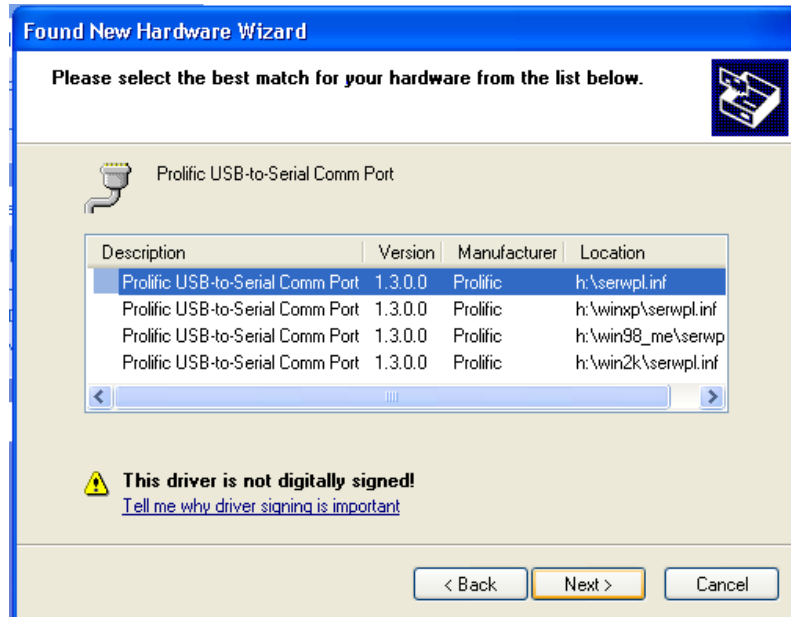 Found New Hardware Wizard
Please select the best match for your hardware from the list below.
Prolific USB-to-Serial Comm Port
Description Version Manufacturer Location
Prolific USB-to-Serial Comm Port 1.3.0.0 Prolific h:\serwpl.inf
Prolific USB-to-Serial Comm Port 1.3.0.0 Prolific h:\winxp\serwpl.inf
Prolific USB-to-Serial Comm Port 1.3.0.0 Prolific h:\win98_me\serwp
Prolific USB-to-Serial Comm Port 1.3.0.0 Prolific h:\win2k\serwpl.inf
This driver is not digitally signed!
Tell me why driver signing is important
< Back Next > Cancel